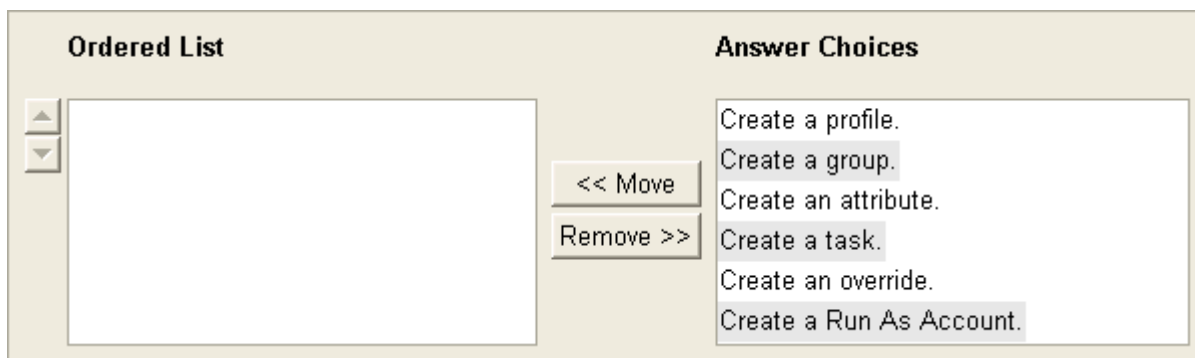 Ordered List
Answer Choices
Create a profile.
Create a group.
Create an attribute.
Create a task.
Create an override.
Create a Run As Account.
<< Move
Remove >>